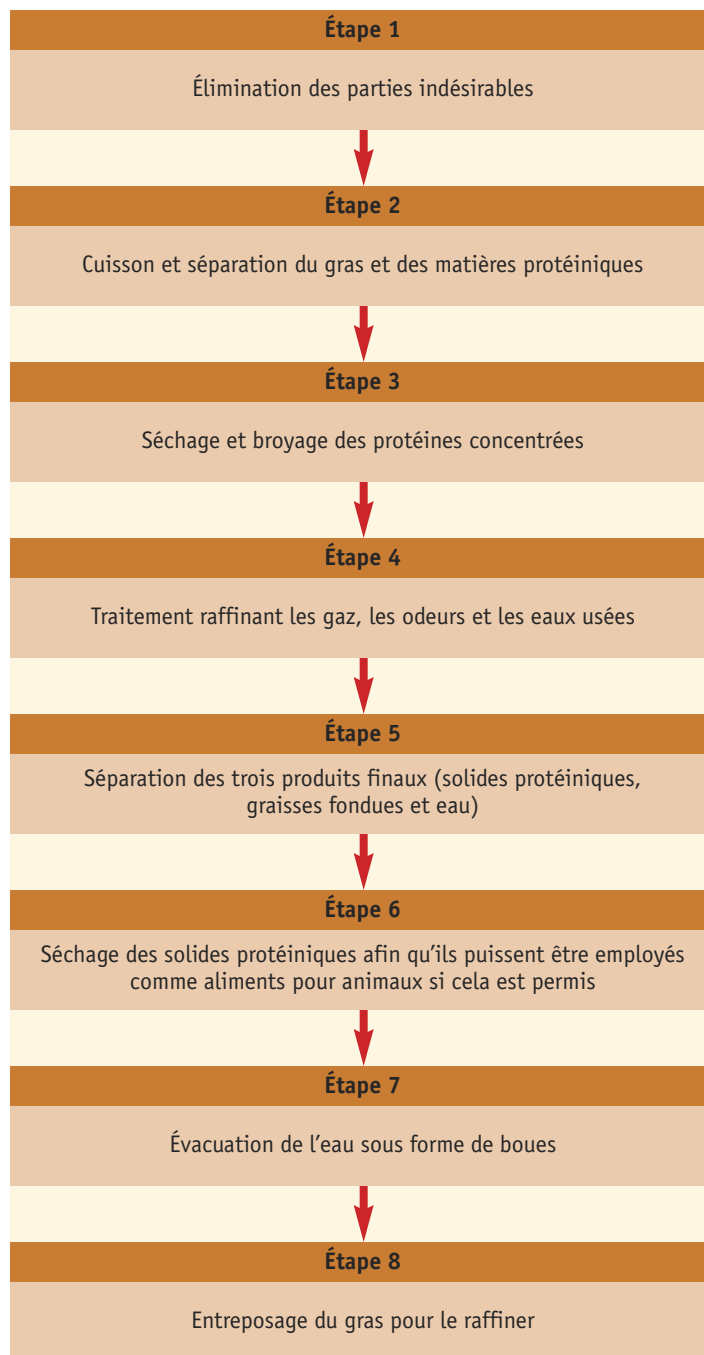 Étape 1
Élimination des parties indésirables
Étape 2
Cuisson et séparation du gras et des matières protéiniques
Étape 3
Séchage et broyage des protéines concentrées
Étape 4
Traitement raffinant les gaz, les odeurs et les eaux usées
Étape 5
Séparation des trois produits finaux (solides protéiniques,
graisses fondues et eau)
Étape 6
Séchage des solides protéiniques afin qu’ils puissent être employés
comme aliments pour animaux si cela est permis
Étape 7
Évacuation de l’eau sous forme de boues
Étape 8
Entreposage du gras pour le raffiner